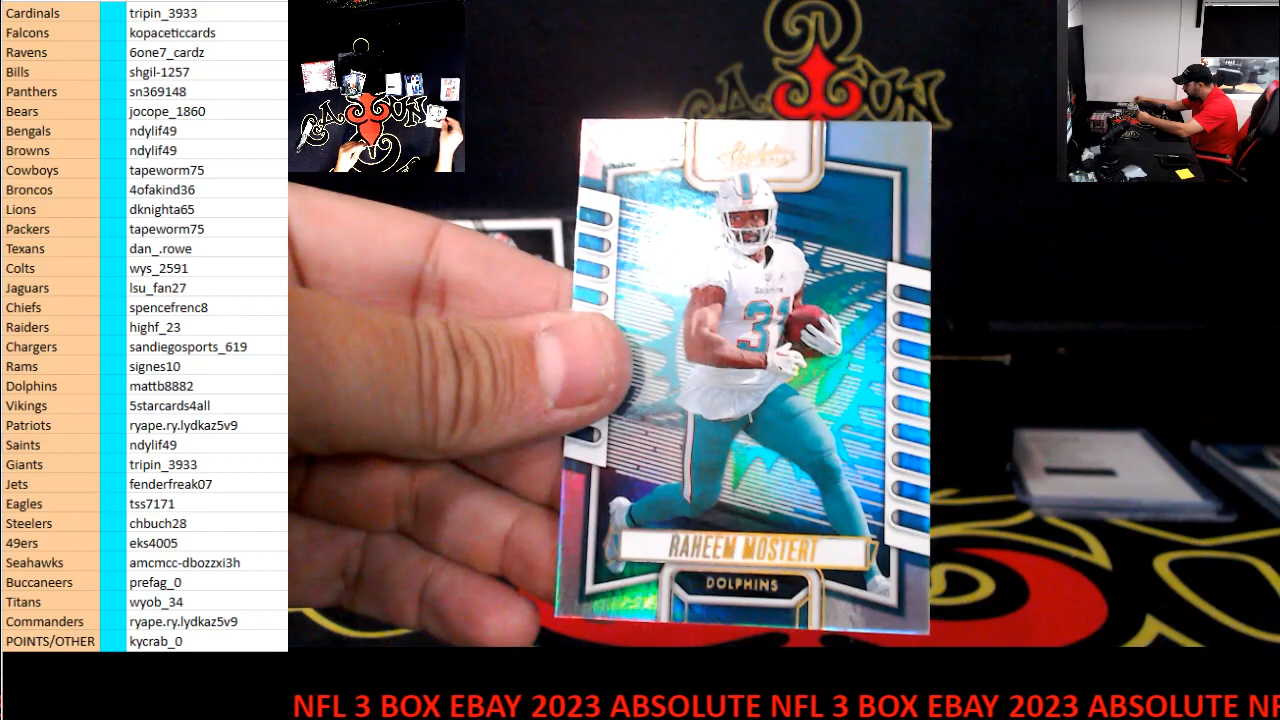 Cardinals tripin_3933
Falcons kopaeticcards
Ravens 6one7_cardz
Bills shgil-1257
Panthers sn369148
Bears jocope_1860
Bengals ndylif49
Browns ndylif49
Cowboys tapeworm75
Broncos 4ofakind36
Lions dknighta65
Packers tapeworm75
Texans dan_.rowe
Colts wys_2591
Jaguars lsu_fan27
Chiefs spencefrenc8
Raiders highf_23
Chargers sandiegosports_619
Rams signes10
Dolphins mattb8882
Vikings 5starcards4all
Patriots ryape.ry.lydkaz5v9
Saints ndylif49
Giants tripin_3933
Jets fenderfreak07
Eagles tss7171
Steelers chbuch28
49ers eks4005
Seahawks amcmcc-dbozzxi3h
Buccaneers prefag_0
Titans wyob_34
Commanders ryape.ry.lydkaz5v9
POINTS/OTHER kycrab_0
Absolute
31
RAHEEM MOSTERT
DOLPHINS
NFL 3 BOX EBAY 2023 ABSOLUTE NFL 3 BOX EBAY 2023 ABSOLUTE